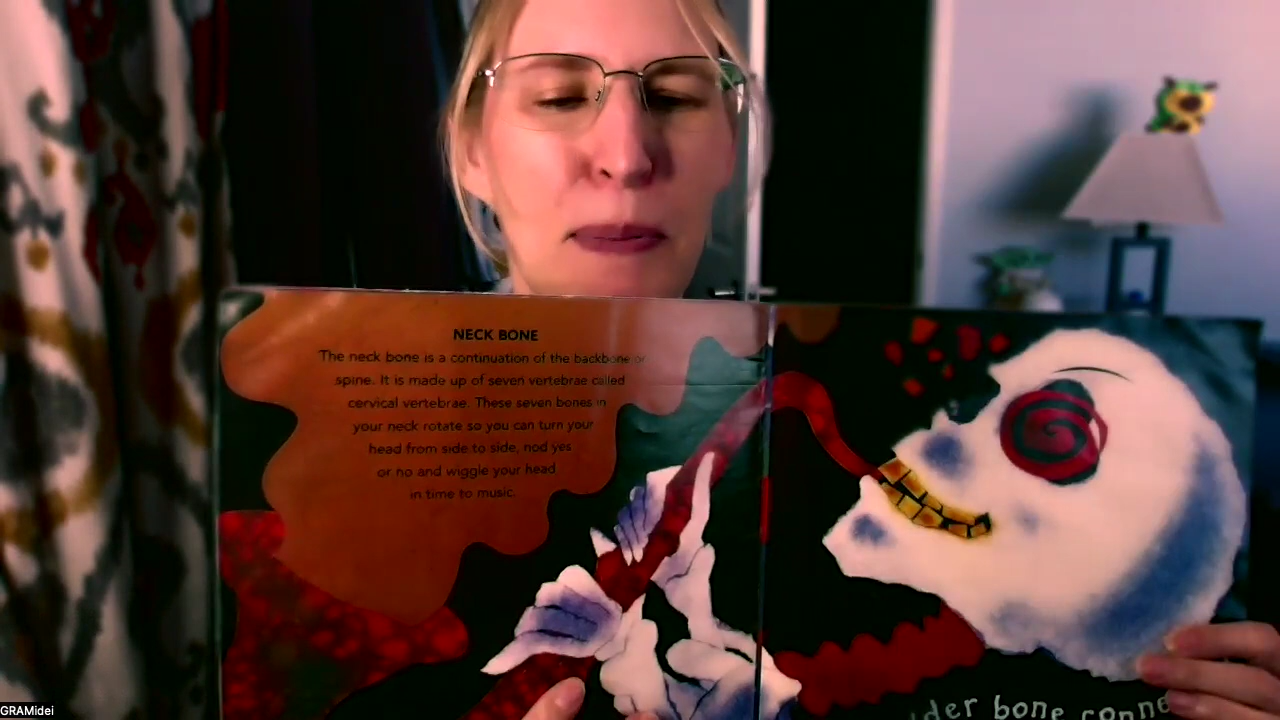 NECK BONE
The neck bone is a continuation of the backbone or
spine. It is made up of seven vertebrae called
cervical vertebrae. These seven bones in
your neck rotate so you can turn your
head from side to side, nod yes
or no and wiggle your head
in time to music.
bone
GRAMidei